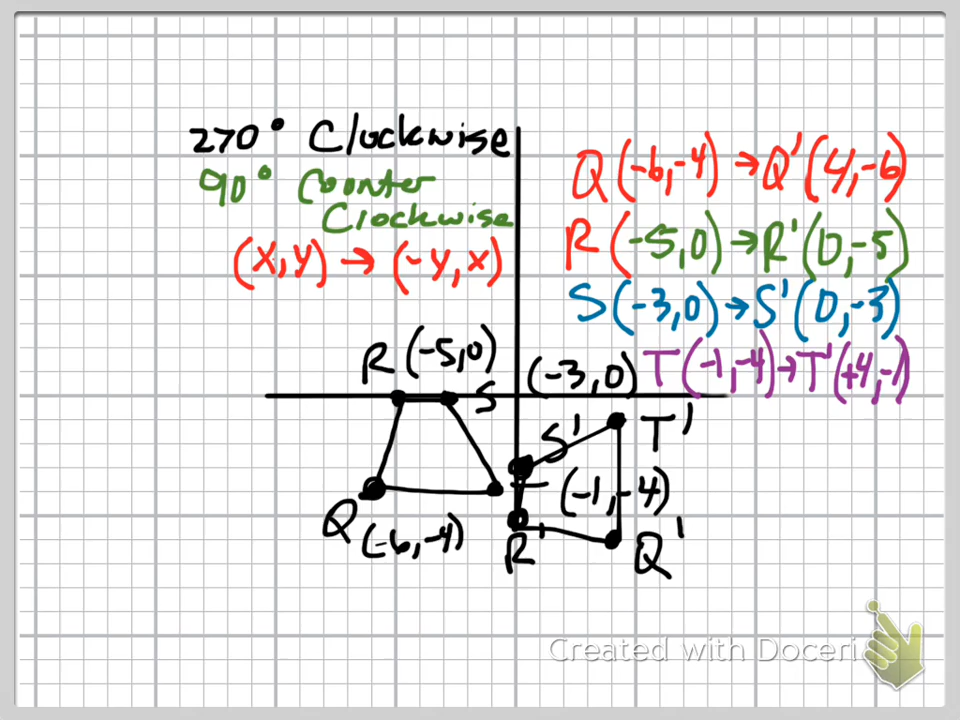 270° Clockwise
90° Counter
Clockwise
(x,y) → (-y,x)
Q(-6,-4) → Q'(4,-6)
R(-5,0) → R'(0,-5)
S(-3,0) → S'(0,-3)
T(-1,-4) → T'(+4,-1)
R (-5,0)
S
(-3,0)
S'
T'
(-1,-4)
Q
(-6,-4)
R'
Q'
Created with Doceri